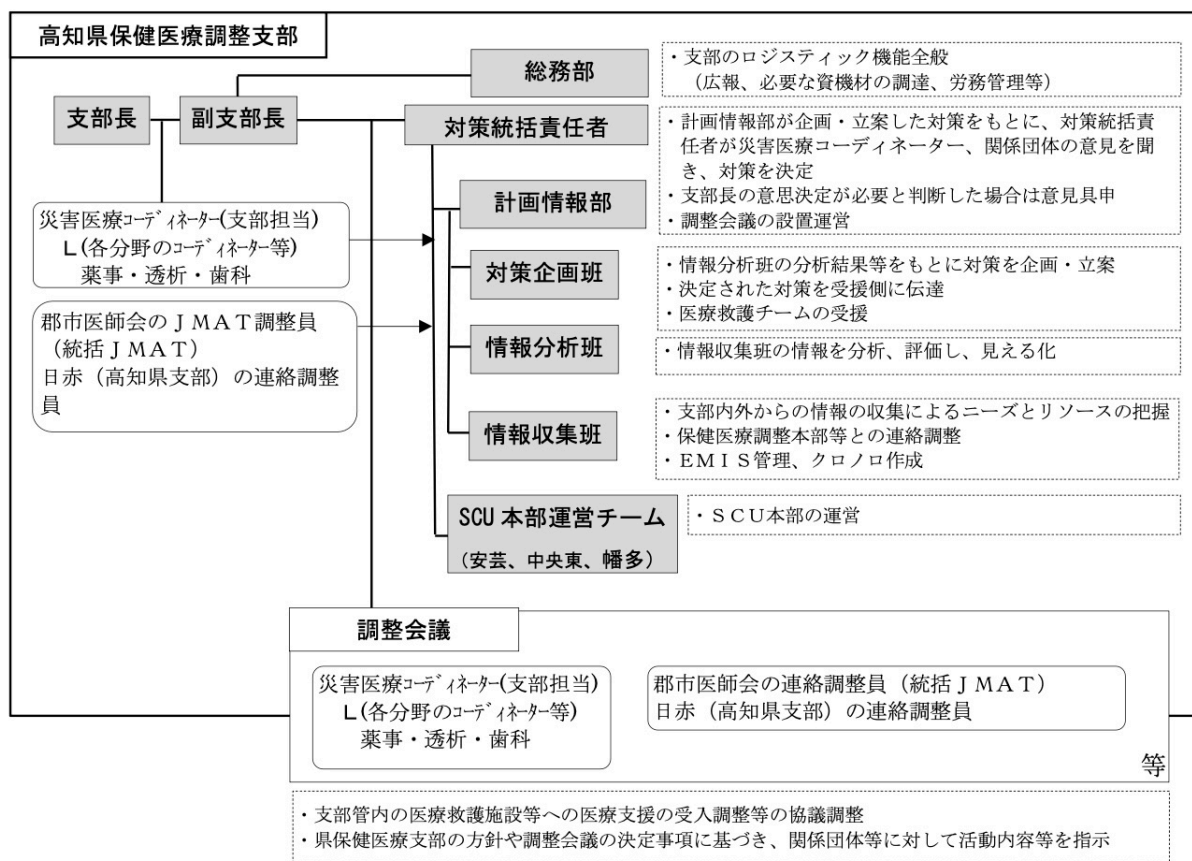 高知県保健医療調整支部
総務部
・支部のロジスティック機能全般
（広報、必要な資機材の調達、労務管理等）
支部長
副支部長
対策統括責任者
・計画情報部が企画・立案した対策をもとに、対策統括責
任者が災害医療コーディネーター、関係団体の意見を聞
き、対策を決定
・支部長の意思決定が必要と判断した場合は意見具申
・調整会議の設置運営
計画情報部
災害医療ｺｰﾃﾞｨﾈｰﾀｰ(支部担当)
L(各分野のｺｰﾃﾞｨﾈｰﾀｰ等)
薬事・透析・歯科
対策企画班
・情報分析班の分析結果等をもとに対策を企画・立案
・決定された対策を受援側に伝達
・医療救護チームの受援
郡市医師会のＪＭＡＴ調整員
（統括ＪＭＡＴ）
日赤（高知県支部）の連絡調整
員
情報分析班
・情報収集班の情報を分析、評価し、見える化
情報収集班
・支部内外からの情報の収集によるニーズとリソースの把握
・保健医療調整本部等との連絡調整
・ＥＭＩＳ管理、クロノロ作成
SCU 本部運営チーム
(安芸、中央東、幡多)
・ＳＣＵ本部の運営
調整会議
災害医療ｺｰﾃﾞｨﾈｰﾀｰ(支部担当)
L(各分野のｺｰﾃﾞｨﾈｰﾀｰ等)
薬事・透析・歯科
郡市医師会の連絡調整員（統括ＪＭＡＴ）
日赤（高知県支部）の連絡調整員
等
・支部管内の医療救護施設等への医療支援の受入調整等の協議調整
・県保健医療支部の方針や調整会議の決定事項に基づき、関係団体等に対して活動内容等を指示